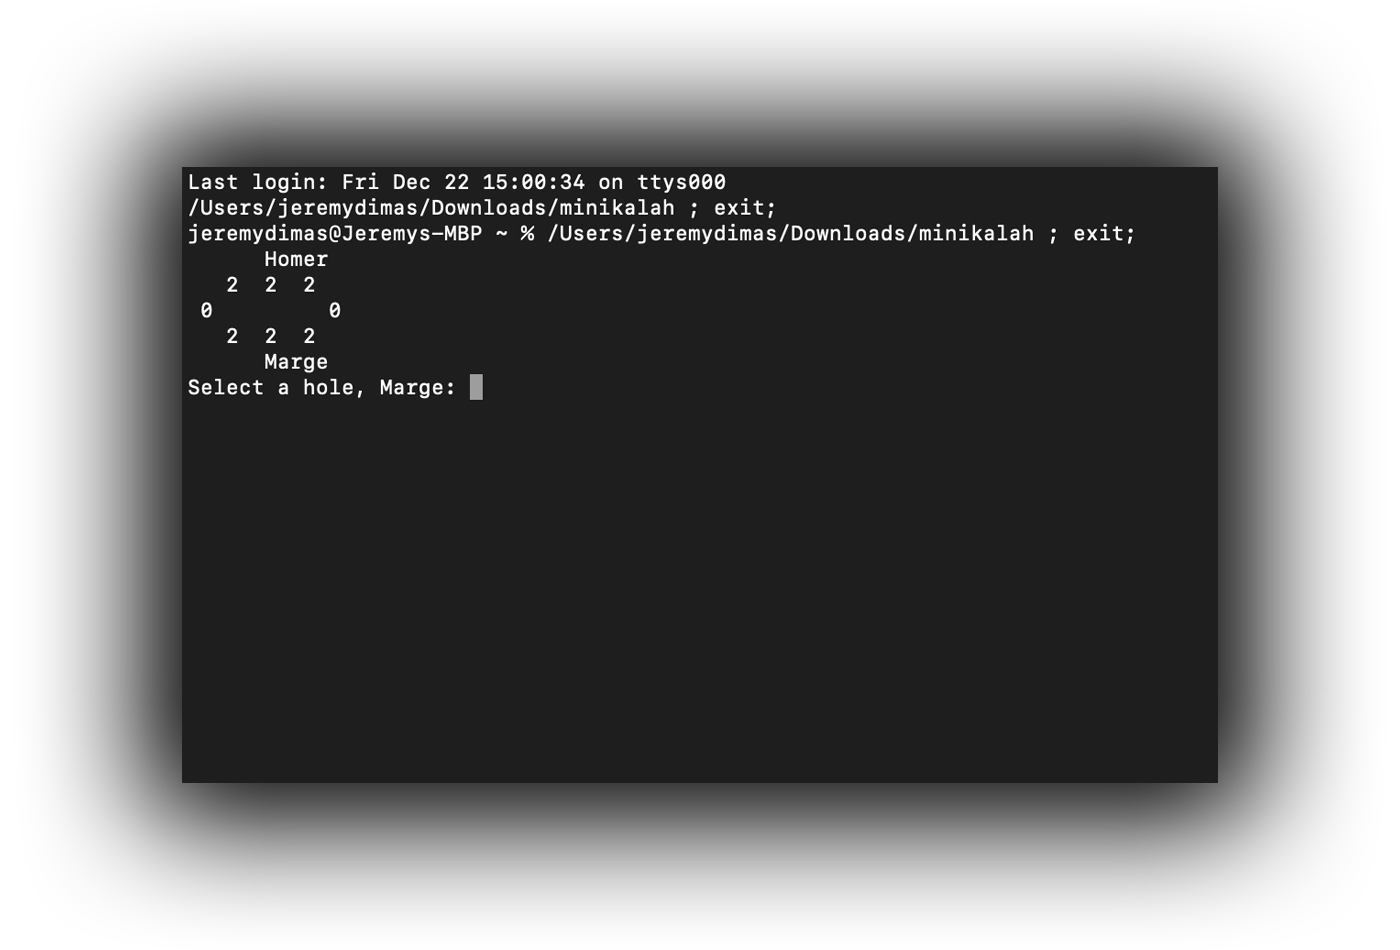 Last login: Fri Dec 22 15:00:34 on ttys000
/Users/jeremydimas/Downloads/minikalah ; exit;
jeremydimas@Jeremys-MBP ~ % /Users/jeremydimas/Downloads/minikalah ; exit;
      Homer
   2  2  2
 0         0
   2  2  2
      Marge
Select a hole, Marge: